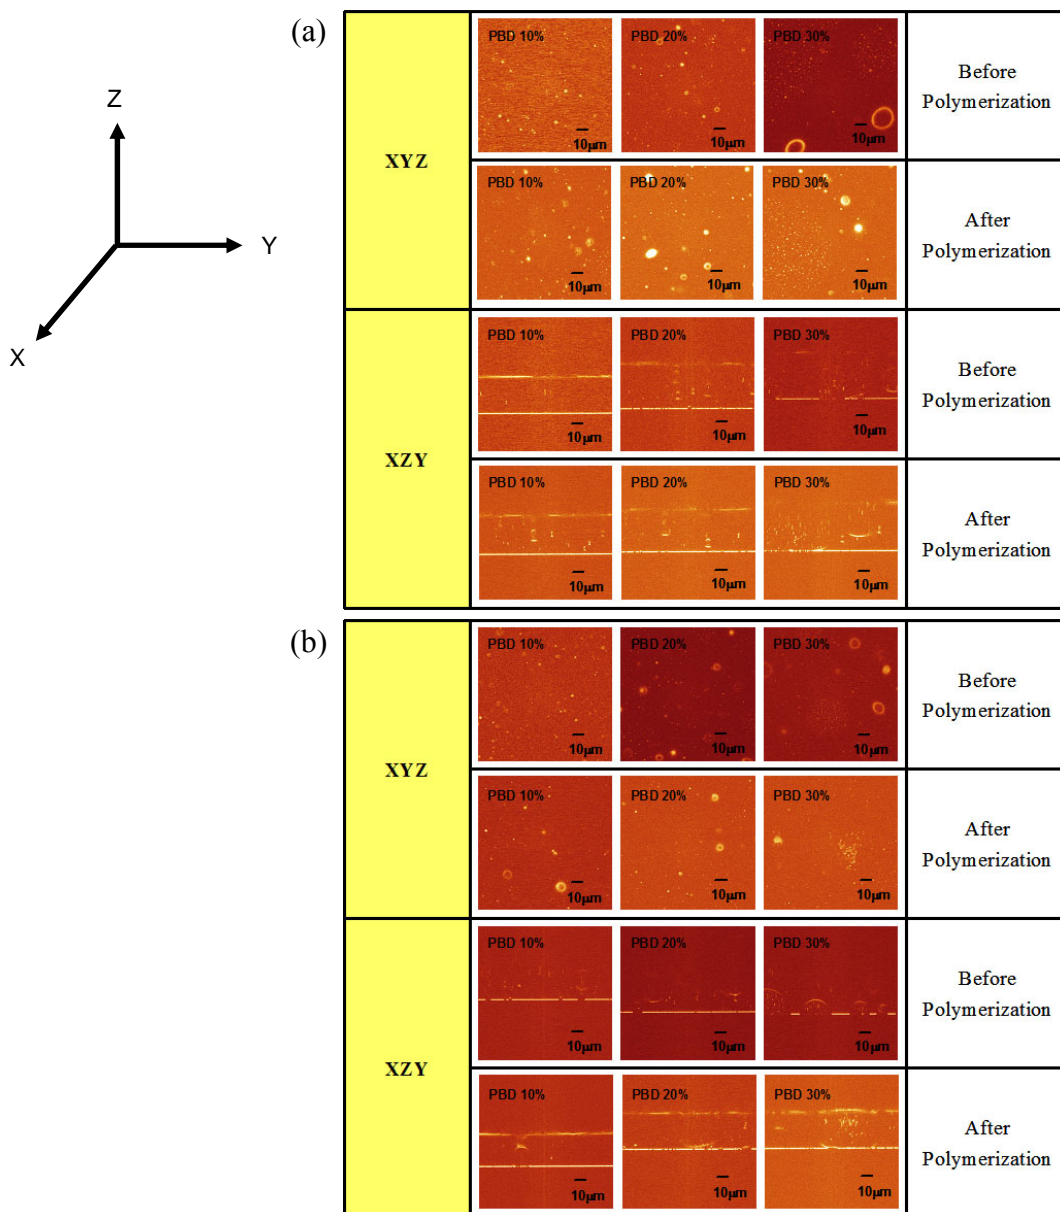 Z
Y
X
(a)
XYZ
PBD 10%
10µm
PBD 20%
10µm
PBD 30%
10µm
Before
Polymerization
PBD 10%
10µm
PBD 20%
10µm
PBD 30%
10µm
After
Polymerization
XZY
PBD 10%
10µm
PBD 20%
10µm
PBD 30%
10µm
Before
Polymerization
PBD 10%
10µm
PBD 20%
10µm
PBD 30%
10µm
After
Polymerization
(b)
XYZ
PBD 10%
10µm
PBD 20%
10µm
PBD 30%
10µm
Before
Polymerization
PBD 10%
10µm
PBD 20%
10µm
PBD 30%
10µm
After
Polymerization
XZY
PBD 10%
10µm
PBD 20%
10µm
PBD 30%
10µm
Before
Polymerization
PBD 10%
10µm
PBD 20%
10µm
PBD 30%
10µm
After
Polymerization